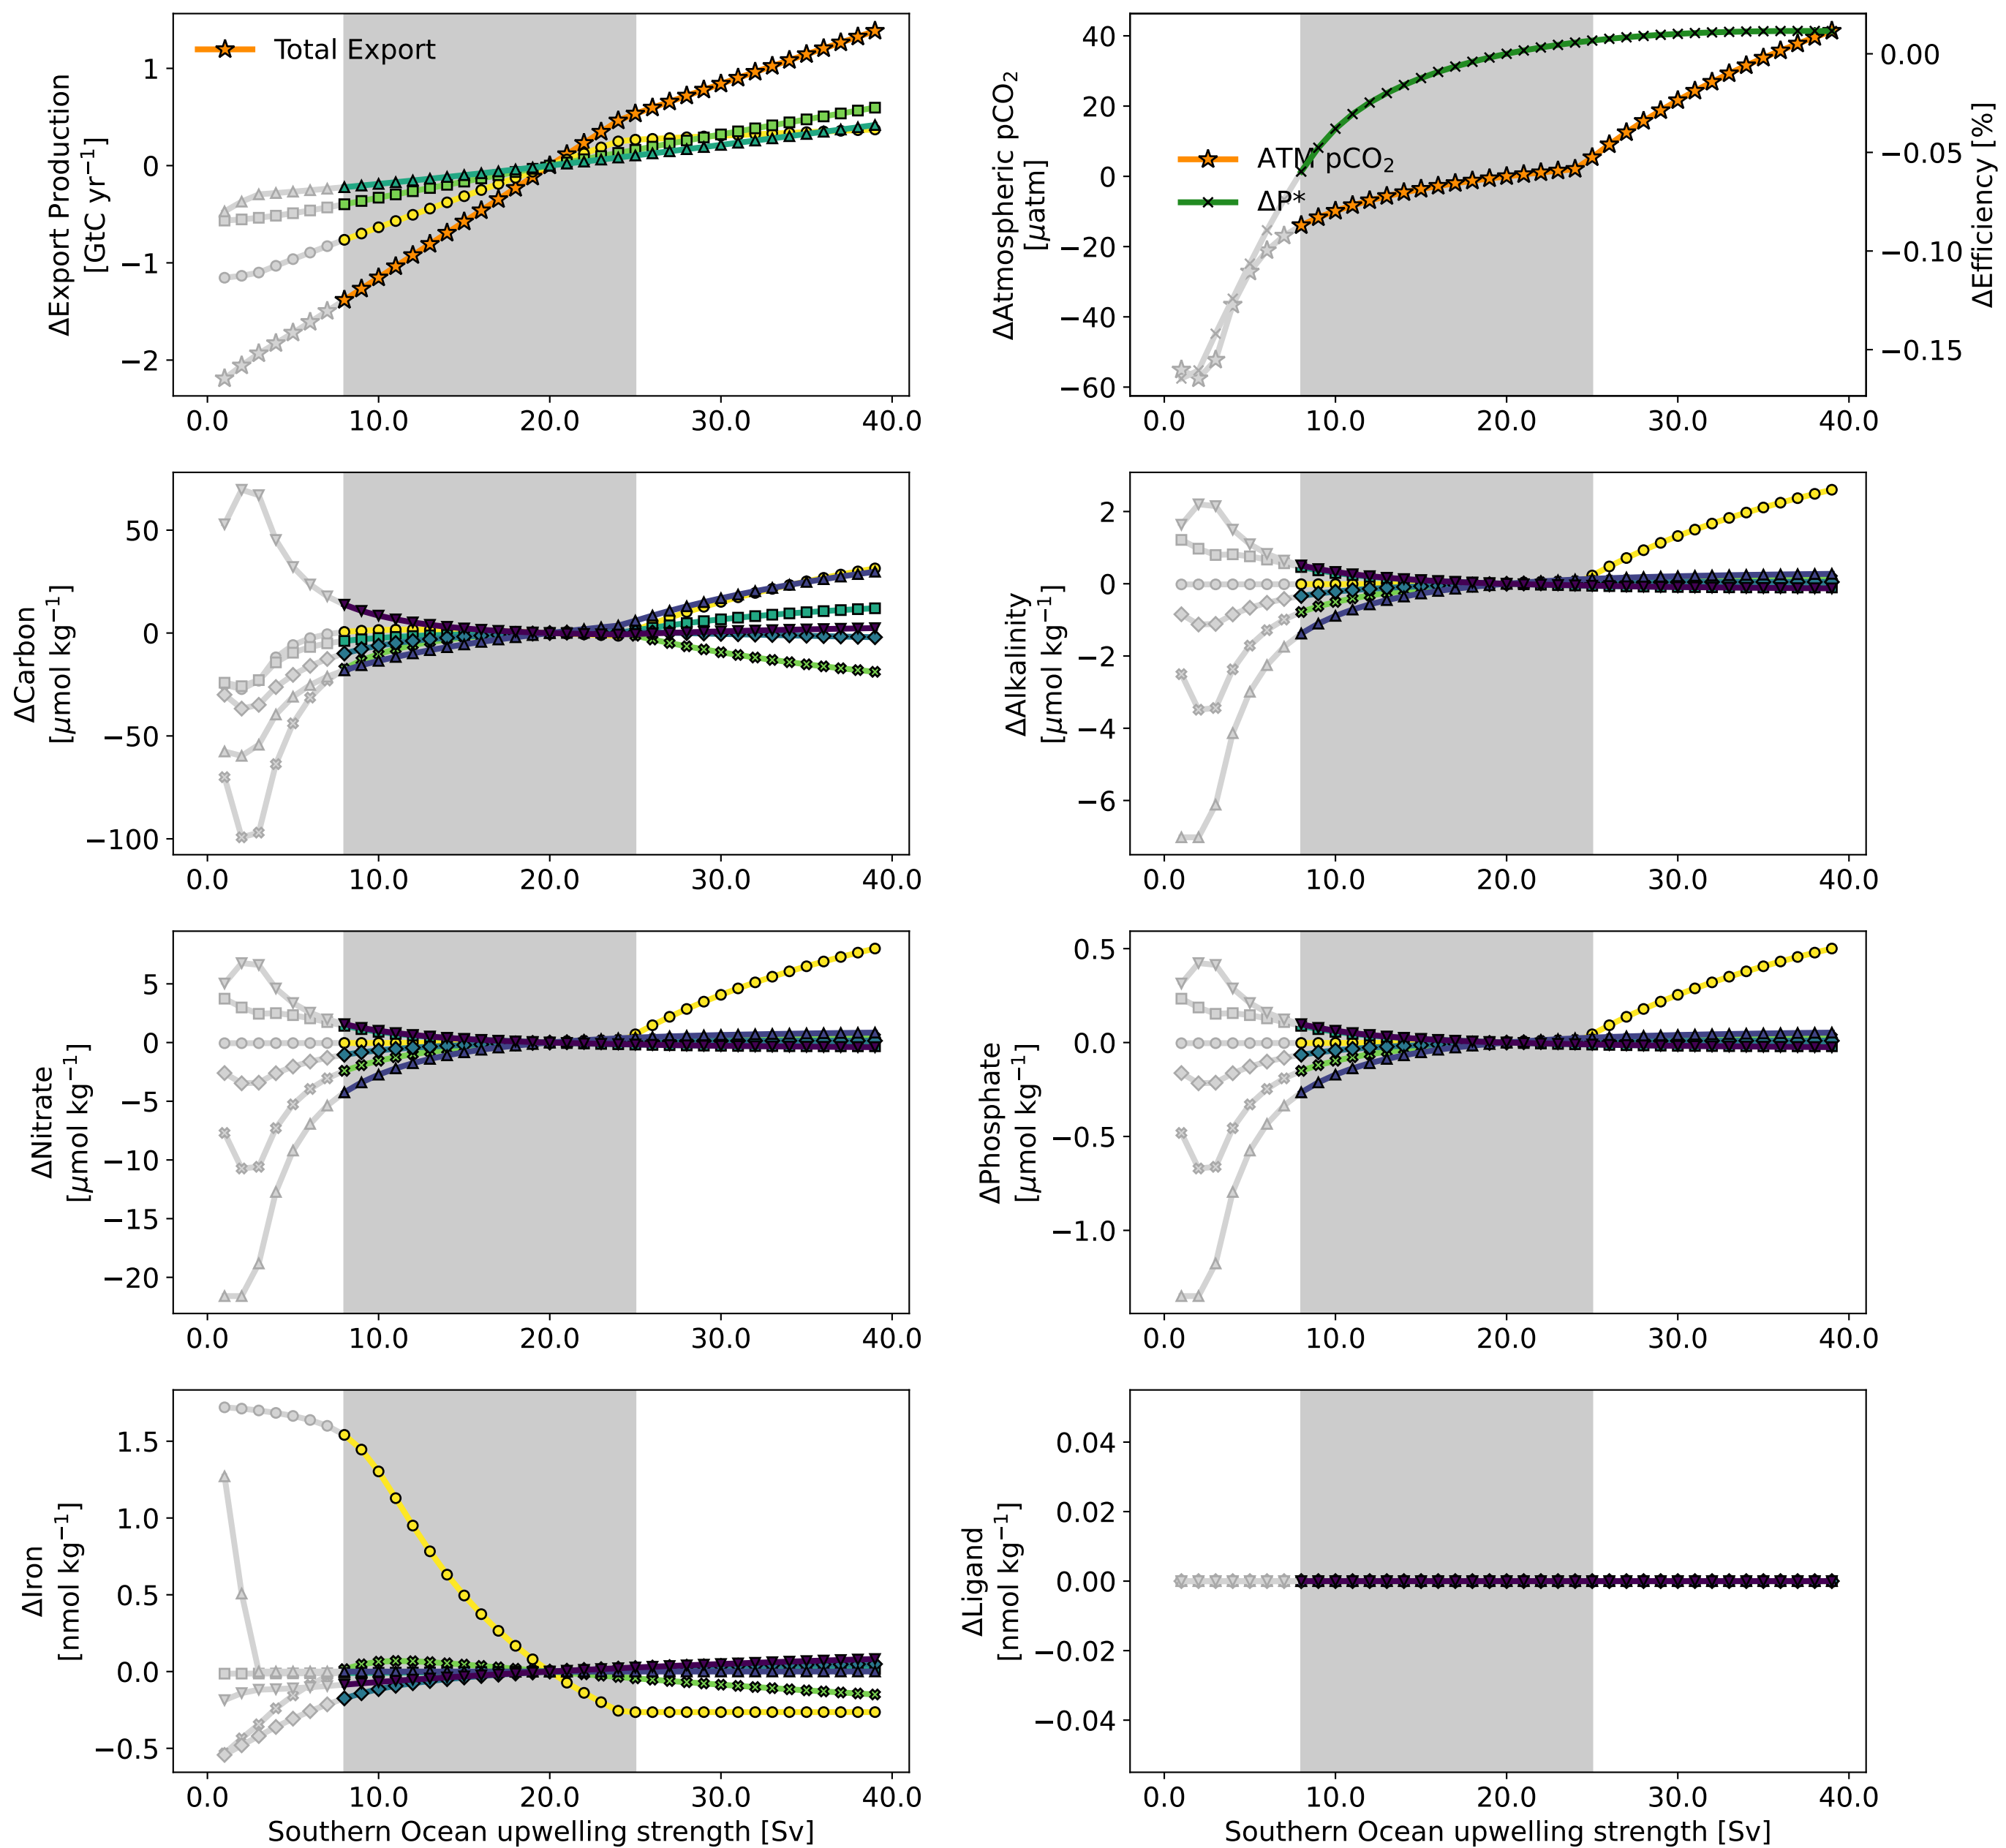 Total Export
ΔExport Production
[GtC yr⁻¹]
1
0
−1
−2
0.0 10.0 20.0 30.0 40.0
ATM pCO₂
ΔP*
ΔAtmospheric pCO₂
[μatm]
40
20
0
−20
−40
−60
0.00
−0.05
−0.10
−0.15
ΔEfficiency [%]
0.0 10.0 20.0 30.0 40.0
ΔCarbon
[μmol kg⁻¹]
50
0
−50
−100
0.0 10.0 20.0 30.0 40.0
ΔAlkalinity
[μmol kg⁻¹]
2
0
−2
−4
−6
0.0 10.0 20.0 30.0 40.0
ΔNitrate
[μmol kg⁻¹]
5
0
−5
−10
−15
−20
0.0 10.0 20.0 30.0 40.0
ΔPhosphate
[μmol kg⁻¹]
0.5
0.0
−0.5
−1.0
0.0 10.0 20.0 30.0 40.0
ΔIron
[nmol kg⁻¹]
1.5
1.0
0.5
0.0
−0.5
0.0 10.0 20.0 30.0 40.0
Southern Ocean upwelling strength [Sv]
ΔLigand
[nmol kg⁻¹]
0.04
0.02
0.00
−0.02
−0.04
0.0 10.0 20.0 30.0 40.0
Southern Ocean upwelling strength [Sv]